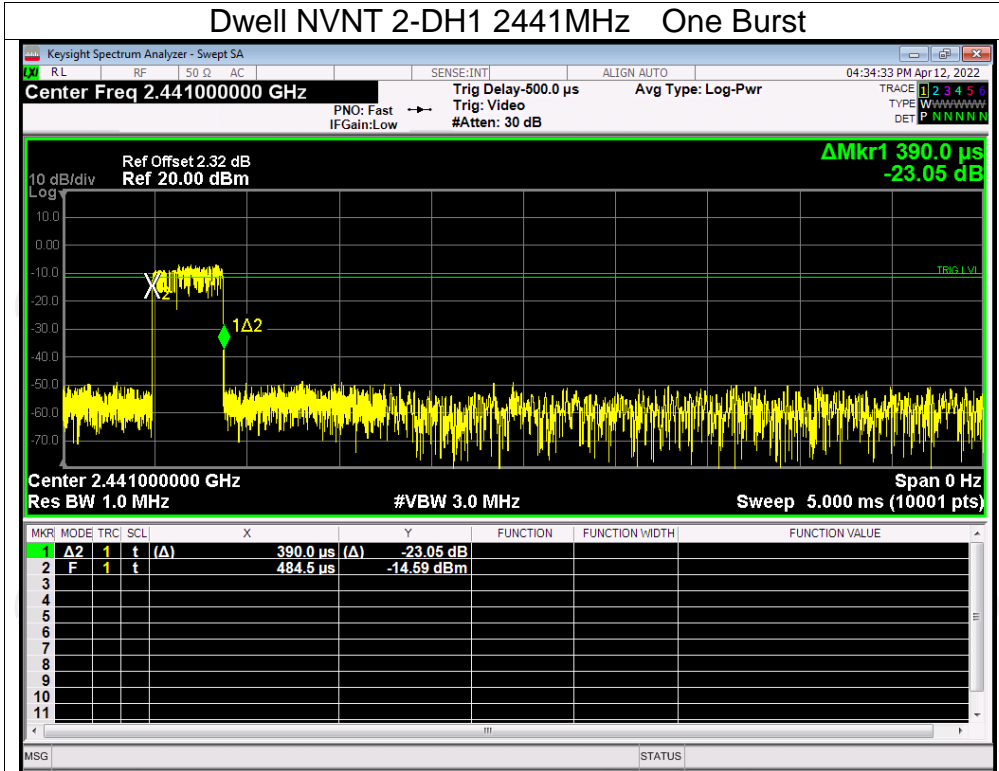 Dwell NVNT 2-DH1 2441MHz One Burst
Keysight Spectrum Analyzer - Swept SA
LXI RL RF 50 Ω AC SENSE:INT ALIGN AUTO 04:34:33 PM Apr 12, 2022
Center Freq 2.441000000 GHz
Trig Delay-500.0 µs Avg Type: Log-Pwr
TRACE 1 2 3 4 5 6
PNO: Fast Trig: Video
TYPE WWWWWW
IFGain:Low #Atten: 30 dB
DET P N N N N N
ΔMkr1 390.0 µs
-23.05 dB
Ref Offset 2.32 dB
10 dB/div Ref 20.00 dBm
Log
10.0
0.00
-10.0
TRIG LVL
-20.0
-30.0
-40.0
-50.0
-60.0
-70.0
X2
1Δ2
Center 2.441000000 GHz Span 0 Hz
Res BW 1.0 MHz #VBW 3.0 MHz Sweep 5.000 ms (10001 pts)
MKR MODE TRC SCL X Y FUNCTION FUNCTION WIDTH FUNCTION VALUE
1 Δ2 1 t (Δ) 390.0 µs (Δ) -23.05 dB
2 F 1 t 484.5 µs -14.59 dBm
3
4
5
6
7
8
9
10
11
MSG STATUS